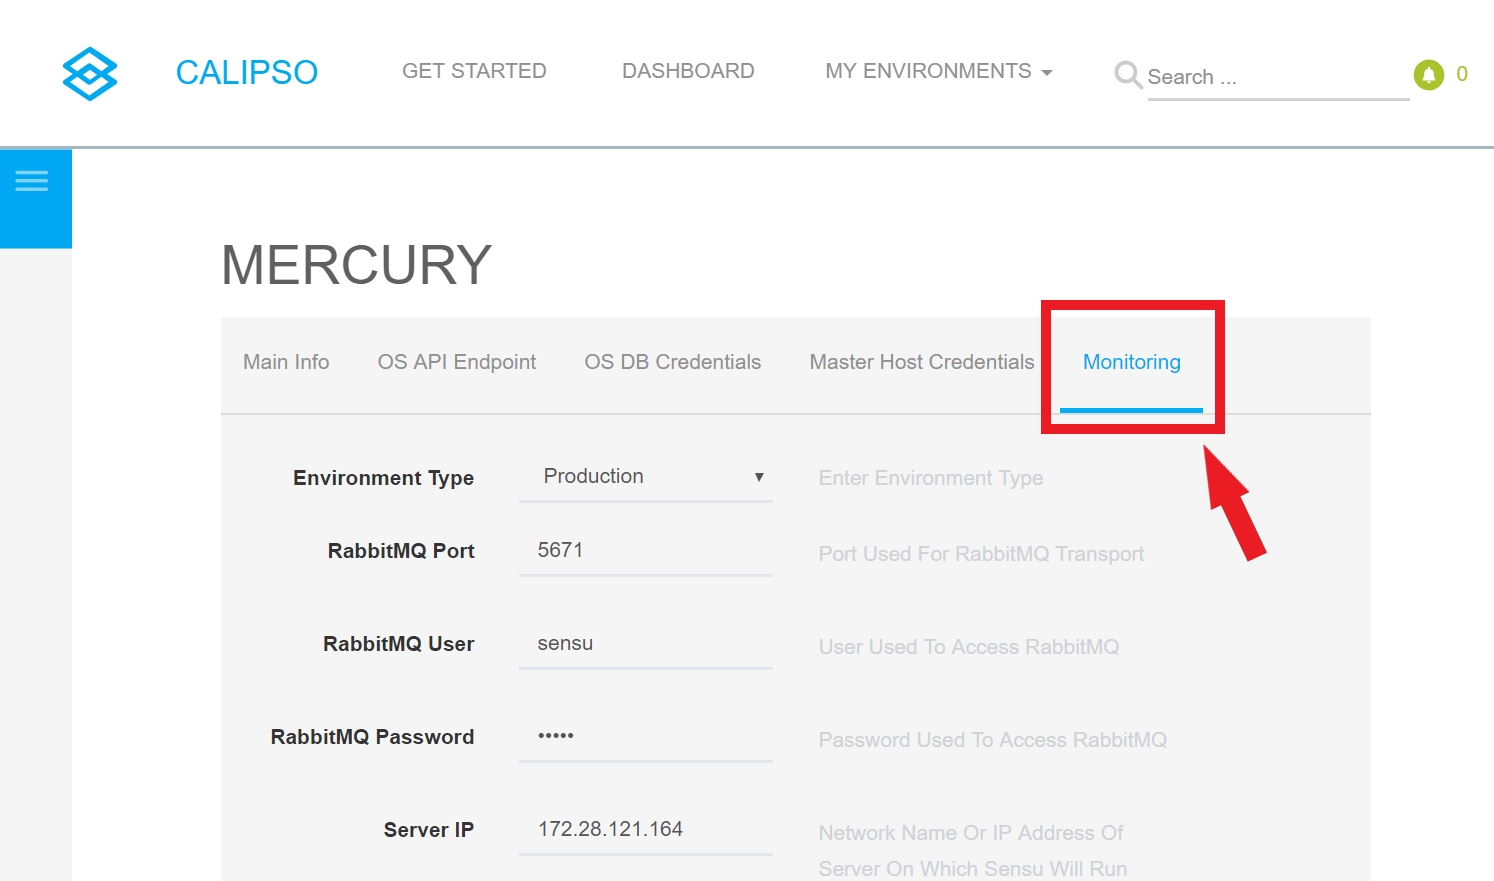 CALIPSO GET STARTED DASHBOARD MY ENVIRONMENTS Search ... 0
MERCURY
Main Info OS API Endpoint OS DB Credentials Master Host Credentials Monitoring
Environment Type Production Enter Environment Type
RabbitMQ Port 5671 Port Used For RabbitMQ Transport
RabbitMQ User sensu User Used To Access RabbitMQ
RabbitMQ Password ••••• Password Used To Access RabbitMQ
Server IP 172.28.121.164 Network Name Or IP Address Of
Server On Which Sensu Will Run